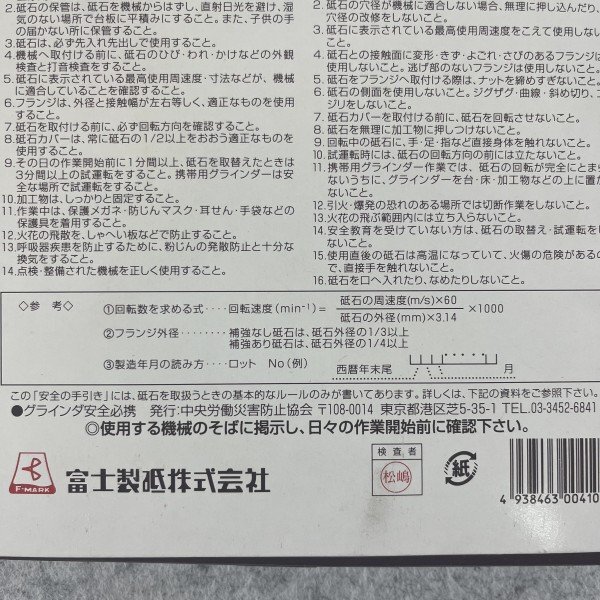 2.砥石の保管は、砥石を機械からはずし、直射日光を避け、湿
気のない場所で台板に平積みにすること。また、子供の手
の届かない所に保管すること。
3.砥石は、必ず先入れ先出しで使用すること。
4.機械へ取付ける前に、砥石のひび・われ・かけなどの外観
検査と打音検査をすること。
5.砥石に表示されている最高使用周速度・寸法などが、機械
に適合していることを確認すること。
6.フランジは、外径と接触幅が左右等しく、適正なものを使用
すること。
7.砥石を取付ける前に、必ず回転方向を確認すること。
8.砥石カバーは、常に砥石の1/2以上をおおう適正なものを
使用すること。
9.その日の作業開始前に1分間以上、砥石を取替えたときは
3分間以上の試運転をすること。携帯用グラインダーは安
全な場所で試運転をすること。
10.加工物は、しっかりと固定すること。
11.作業中は、保護メガネ・防じんマスク・耳せん・手袋などの
保護具を着用すること。
12.火花の飛散を、しゃへい板などで防止すること。
13.呼吸器疾患を防止するために、粉じんの発散防止と十分な
換気をすること。
14.点検・整備された機械を正しく使用すること。
2.砥石の穴径が機械に適合しない場合、無理に押し込んだり、
穴径の改修をしないこと。
3.砥石に表示されている最高使用周速度をこえて使用しない
こと。
4.砥石との接触面に変形・きず・よごれ・さびのあるフランジは
使用しないこと。逃げ部のないフランジは使用しないこと。
5.砥石をフランジへ取付ける際は、ナットを締めすぎないこと。
6.砥石の側面を使用しないこと。ジグザグ・曲線・斜め切り、コ
ジリをしないこと。
7.砥石カバーを取付ける前に、砥石を回転させないこと。
8.砥石を無理に加工物に押しつけないこと。
9.回転中の砥石に、手・足・指など直接身体を触れないこと。
10.試運転時には、砥石の回転方向の前には立たないこと。
11.携帯用グラインダー作業では、砥石の回転が完全にとま
ないうちに、グラインダーを台・床・加工物などの上に置か
ないこと。
12.引火・爆発の恐れのある場所では切断作業をしないこと。
13.火花の飛ぶ範囲内には立ち入らないこと。
14.安全教育を受けていない方は、砥石の取替え・試運転を
ないこと。
15.使用直後の砥石は高温になっていて、火傷の危険があるの
で、直接手を触れないこと。
16.砥石を口へ入れたり、なめたりしないこと。
◇参 考◇
①回転数を求める式‥‥回転速度(min⁻¹)＝ 砥石の周速度(m/s)×60 / 砥石の外径(mm)×3.14 ×1000
②フランジ外径‥‥‥‥補強なし砥石は、砥石外径の1/3以上
補強あり砥石は、砥石外径の1/4以上
③製造年月の読み方‥‥ロット No(例)
西暦年末尾 月
この「安全の手引き」には、砥石を取扱うときの基本的なルールのみが書いてあります。詳しくは、下記の資料をご参照下さい。
●グラインダ安全必携 発行:中央労働災害防止協会 〒108-0014 東京都港区芝5-35-1 TEL.03-3452-6841
◎使用する機械のそばに掲示し、日々の作業開始前に確認下さい。
F-MARK
富士製砥株式会社
検査者
松嶋
紙
4 938463 00410